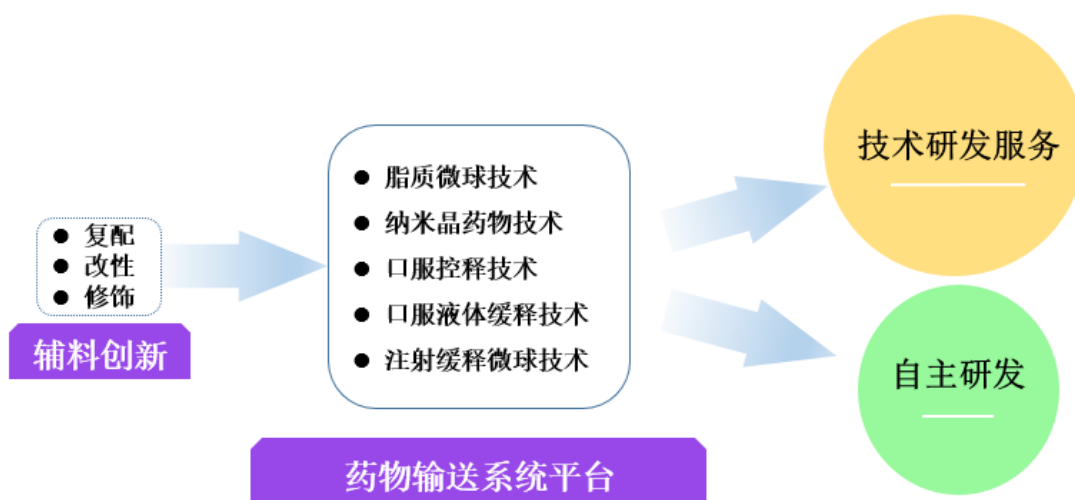 复配
改性
修饰
辅料创新
脂质微球技术
纳米晶药物技术
口服控释技术
口服液体缓释技术
注射缓释微球技术
药物输送系统平台
技术研发服务
自主研发